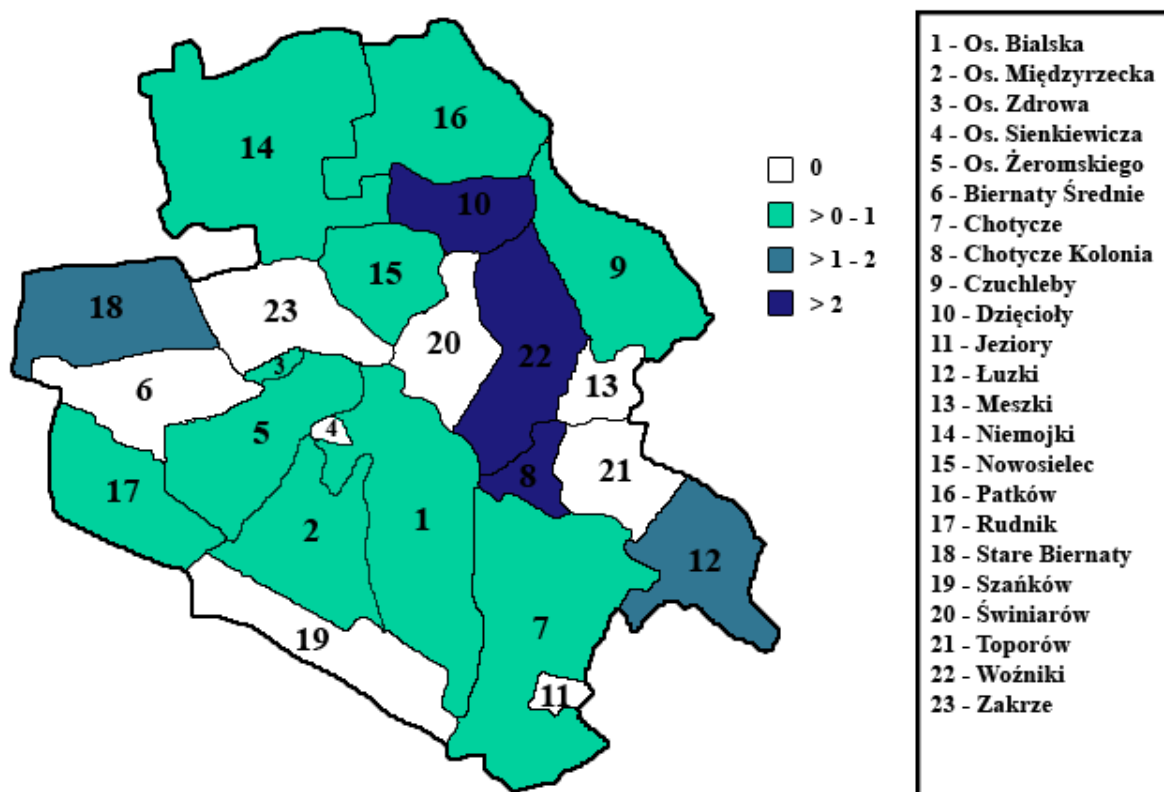 14
16
10
9
15
18
23
20
22
3
6
13
4
5
8
21
17
2
1
12
7
19
11
0
> 0 - 1
> 1 - 2
> 2
1 - Os. Bialska
2 - Os. Międzyrzecka
3 - Os. Zdrowa
4 - Os. Sienkiewicza
5 - Os. Żeromskiego
6 - Biernaty Średnie
7 - Chotycze
8 - Chotycze Kolonia
9 - Czuchleby
10 - Dzięcioły
11 - Jeziory
12 - Łuzki
13 - Meszki
14 - Niemojki
15 - Nowosielec
16 - Patków
17 - Rudnik
18 - Stare Biernaty
19 - Szańków
20 - Świniarów
21 - Toporów
22 - Woźniki
23 - Zakrze